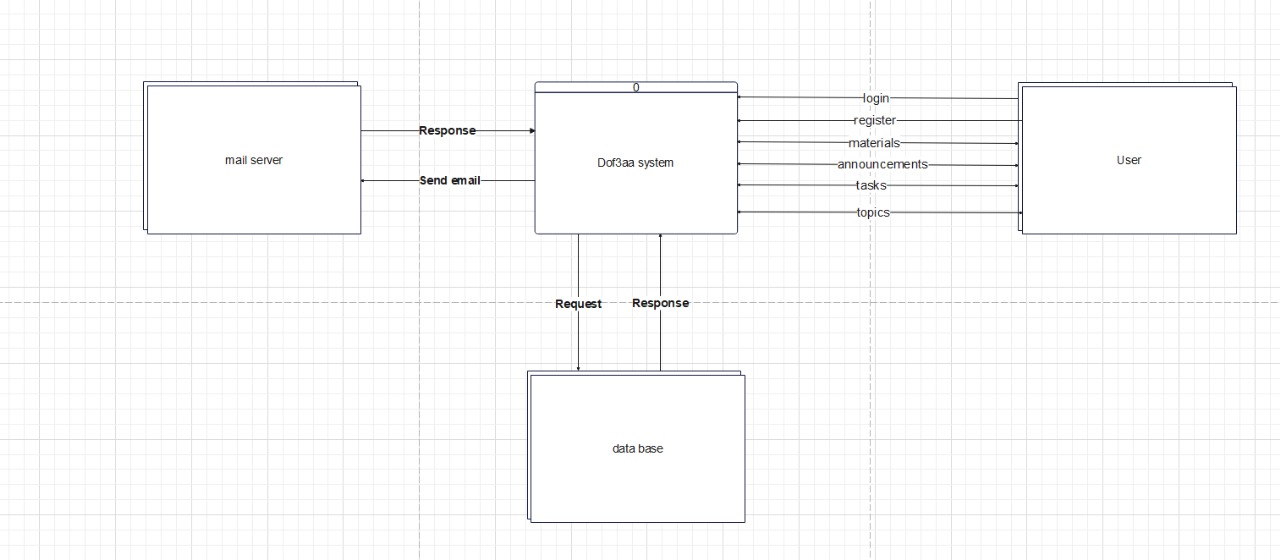 0
login
register
Response
materials
mail server
Dof3aa system
announcements
User
Send email
tasks
topics
Request
Response
data base